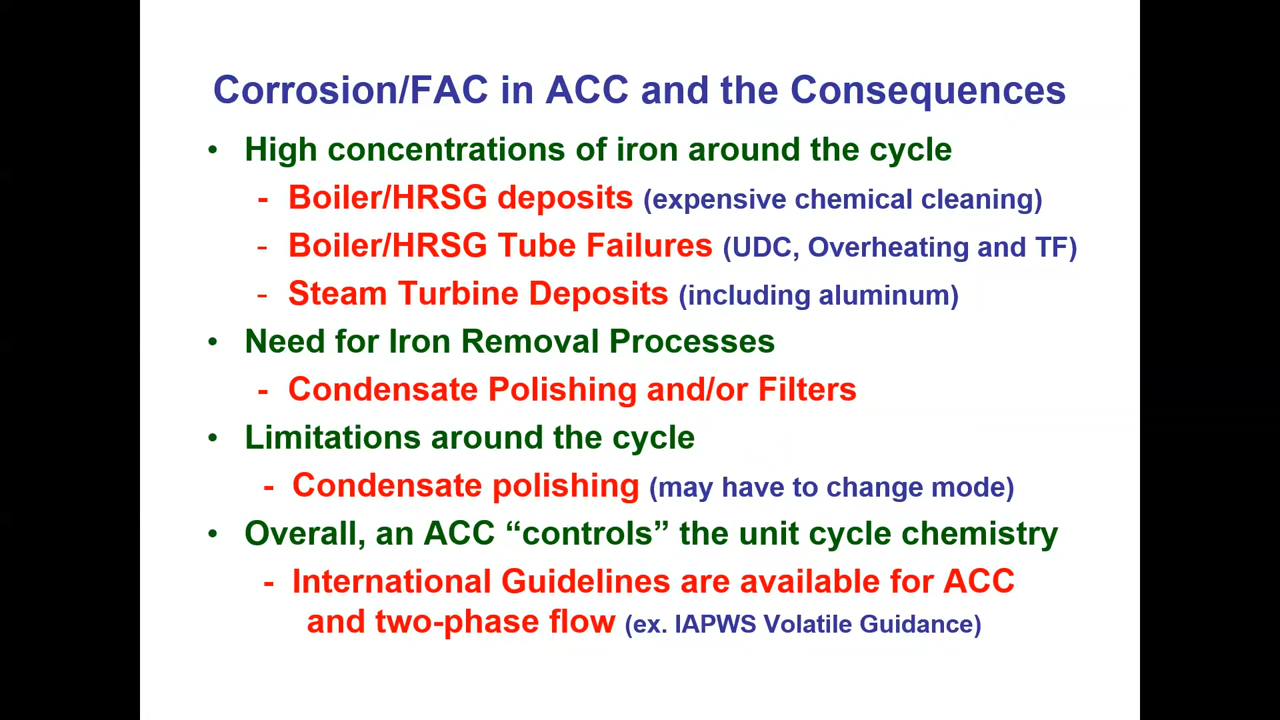 Corrosion/FAC in ACC and the Consequences
• High concentrations of iron around the cycle
- Boiler/HRSG deposits (expensive chemical cleaning)
- Boiler/HRSG Tube Failures (UDC, Overheating and TF)
- Steam Turbine Deposits (including aluminum)
• Need for Iron Removal Processes
- Condensate Polishing and/or Filters
• Limitations around the cycle
- Condensate polishing (may have to change mode)
• Overall, an ACC “controls” the unit cycle chemistry
- International Guidelines are available for ACC
and two-phase flow (ex. IAPWS Volatile Guidance)